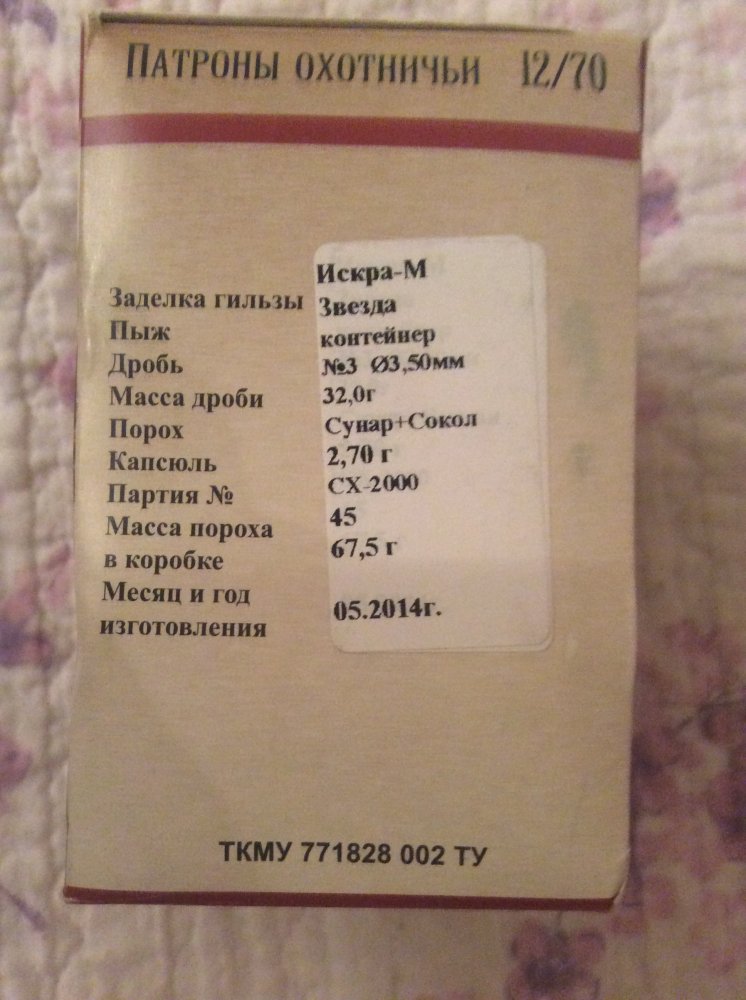 Патроны охотничьи 12/70
Искра-М
Заделка гильзы Звезда
Пыж контейнер
Дробь №3 Ø3,50мм
Масса дроби 32,0г
Порох Сунар+Сокол
Капсюль 2,70 г
Партия № СХ-2000
Масса пороха 45
в коробке 67,5 г
Месяц и год
изготовления 05.2014г.
ТКМУ 771828 002 ТУ